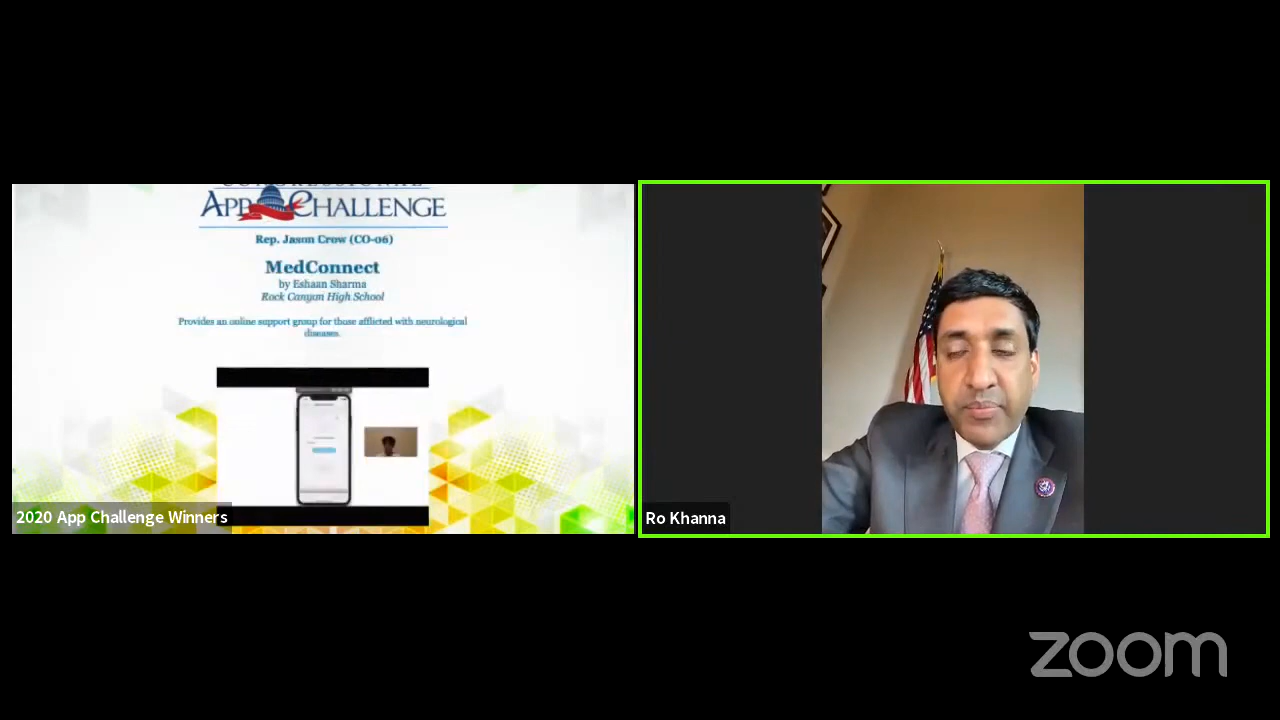 CONGRESSIONAL
APP CHALLENGE
Rep. Jason Crow (CO-06)
MedConnect
by Eshaan Sharma
Rock Canyon High School
Provides an online support group for those afflicted with neurological
diseases.
2020 App Challenge Winners
Ro Khanna
zoom